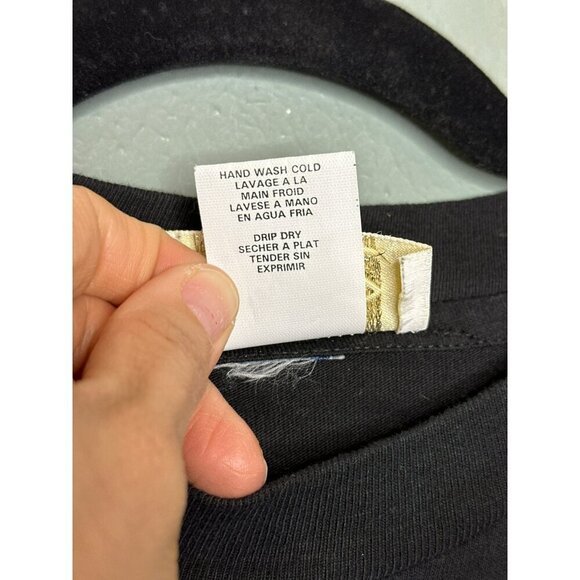 HAND WASH COLD
LAVAGE A LA
MAIN FROID
LAVESE A MANO
EN AGUA FRIA
DRIP DRY
SECHER A PLAT
TENDER SIN
EXPRIMIR